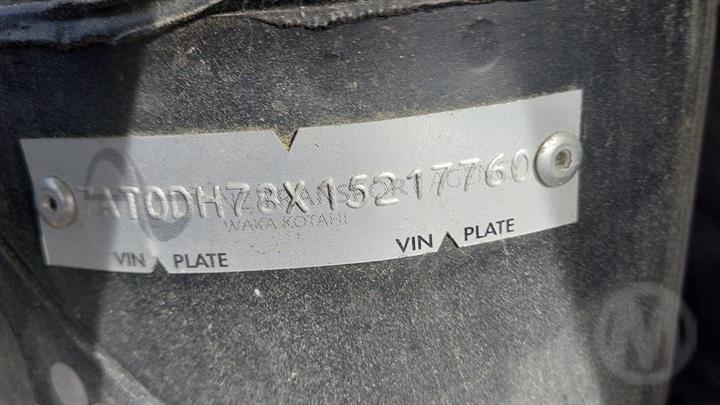 7AT0DH78X15217760
WAKA KOTAHI
VIN PLATE VIN PLATE
M